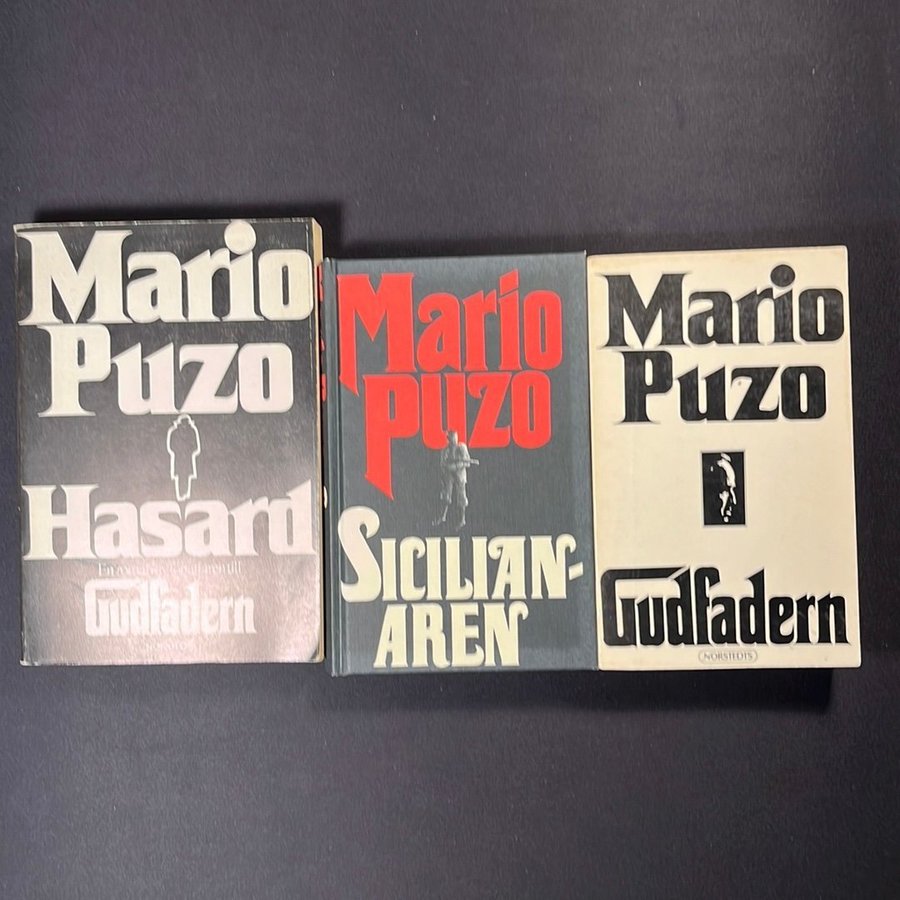 Mario
Puzo
Hasard
Gudfadern
Mario
Puzo
SICILIAN-
AREN
Mario
Puzo
Gudfadern
NORSTEDTS